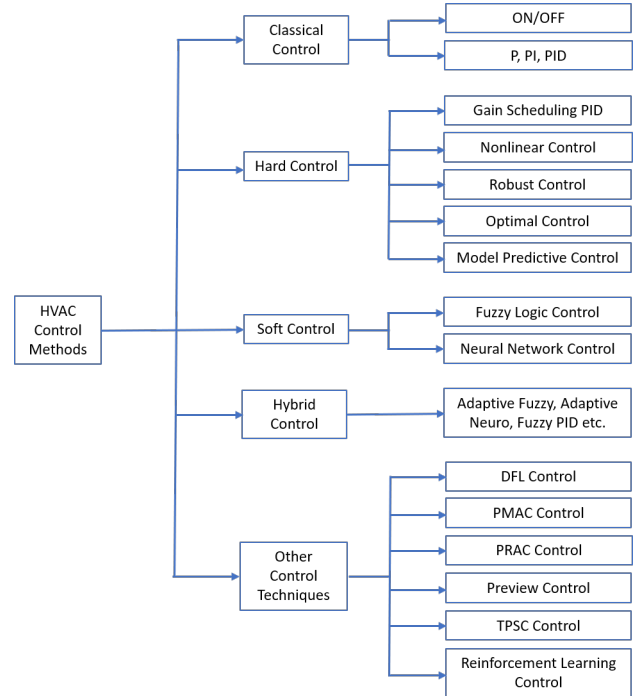 HVAC
Control
Methods
Classical
Control
ON/OFF
P, PI, PID
Hard Control
Gain Scheduling PID
Nonlinear Control
Robust Control
Optimal Control
Model Predictive Control
Soft Control
Fuzzy Logic Control
Neural Network Control
Hybrid
Control
Adaptive Fuzzy, Adaptive
Neuro, Fuzzy PID etc.
Other
Control
Techniques
DFL Control
PMAC Control
PRAC Control
Preview Control
TPSC Control
Reinforcement Learning
Control